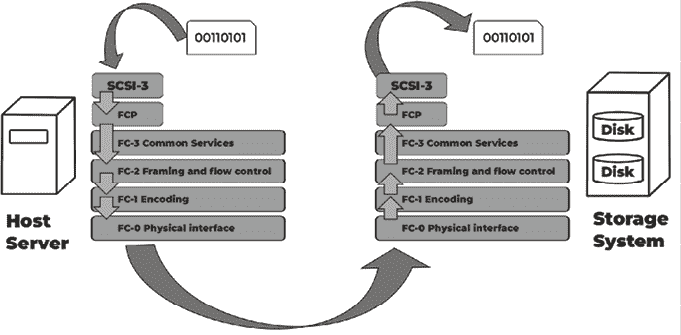 00110101
SCSI-3
FCP
FC-3 Common Services
FC-2 Framing and flow control
FC-1 Encoding
FC-0 Physical interface
Host
Server
00110101
SCSI-3
FCP
FC-3 Common Services
FC-2 Framing and flow control
FC-1 Encoding
FC-0 Physical interface
Disk
Disk
Storage
System